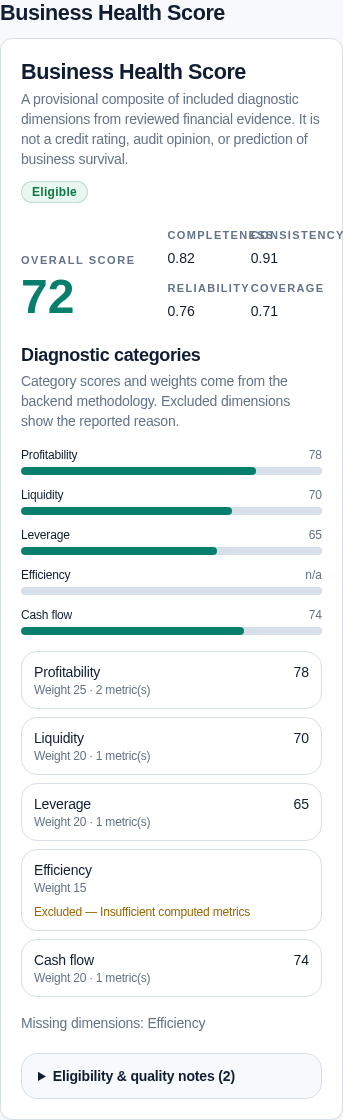 Business Health Score
Business Health Score
A provisional composite of included diagnostic
dimensions from reviewed financial evidence. It is
not a credit rating, audit opinion, or prediction of
business survival.
Eligible
OVERALL SCORE
72
COMPLETENESS CONSISTENCY
0.82 0.91
RELIABILITY COVERAGE
0.76 0.71
Diagnostic categories
Category scores and weights come from the
backend methodology. Excluded dimensions
show the reported reason.
Profitability 78
Liquidity 70
Leverage 65
Efficiency n/a
Cash flow 74
Profitability 78
Weight 25 · 2 metric(s)
Liquidity 70
Weight 20 · 1 metric(s)
Leverage 65
Weight 20 · 1 metric(s)
Efficiency
Weight 15
Excluded — Insufficient computed metrics
Cash flow 74
Weight 20 · 1 metric(s)
Missing dimensions: Efficiency
Eligibility & quality notes (2)